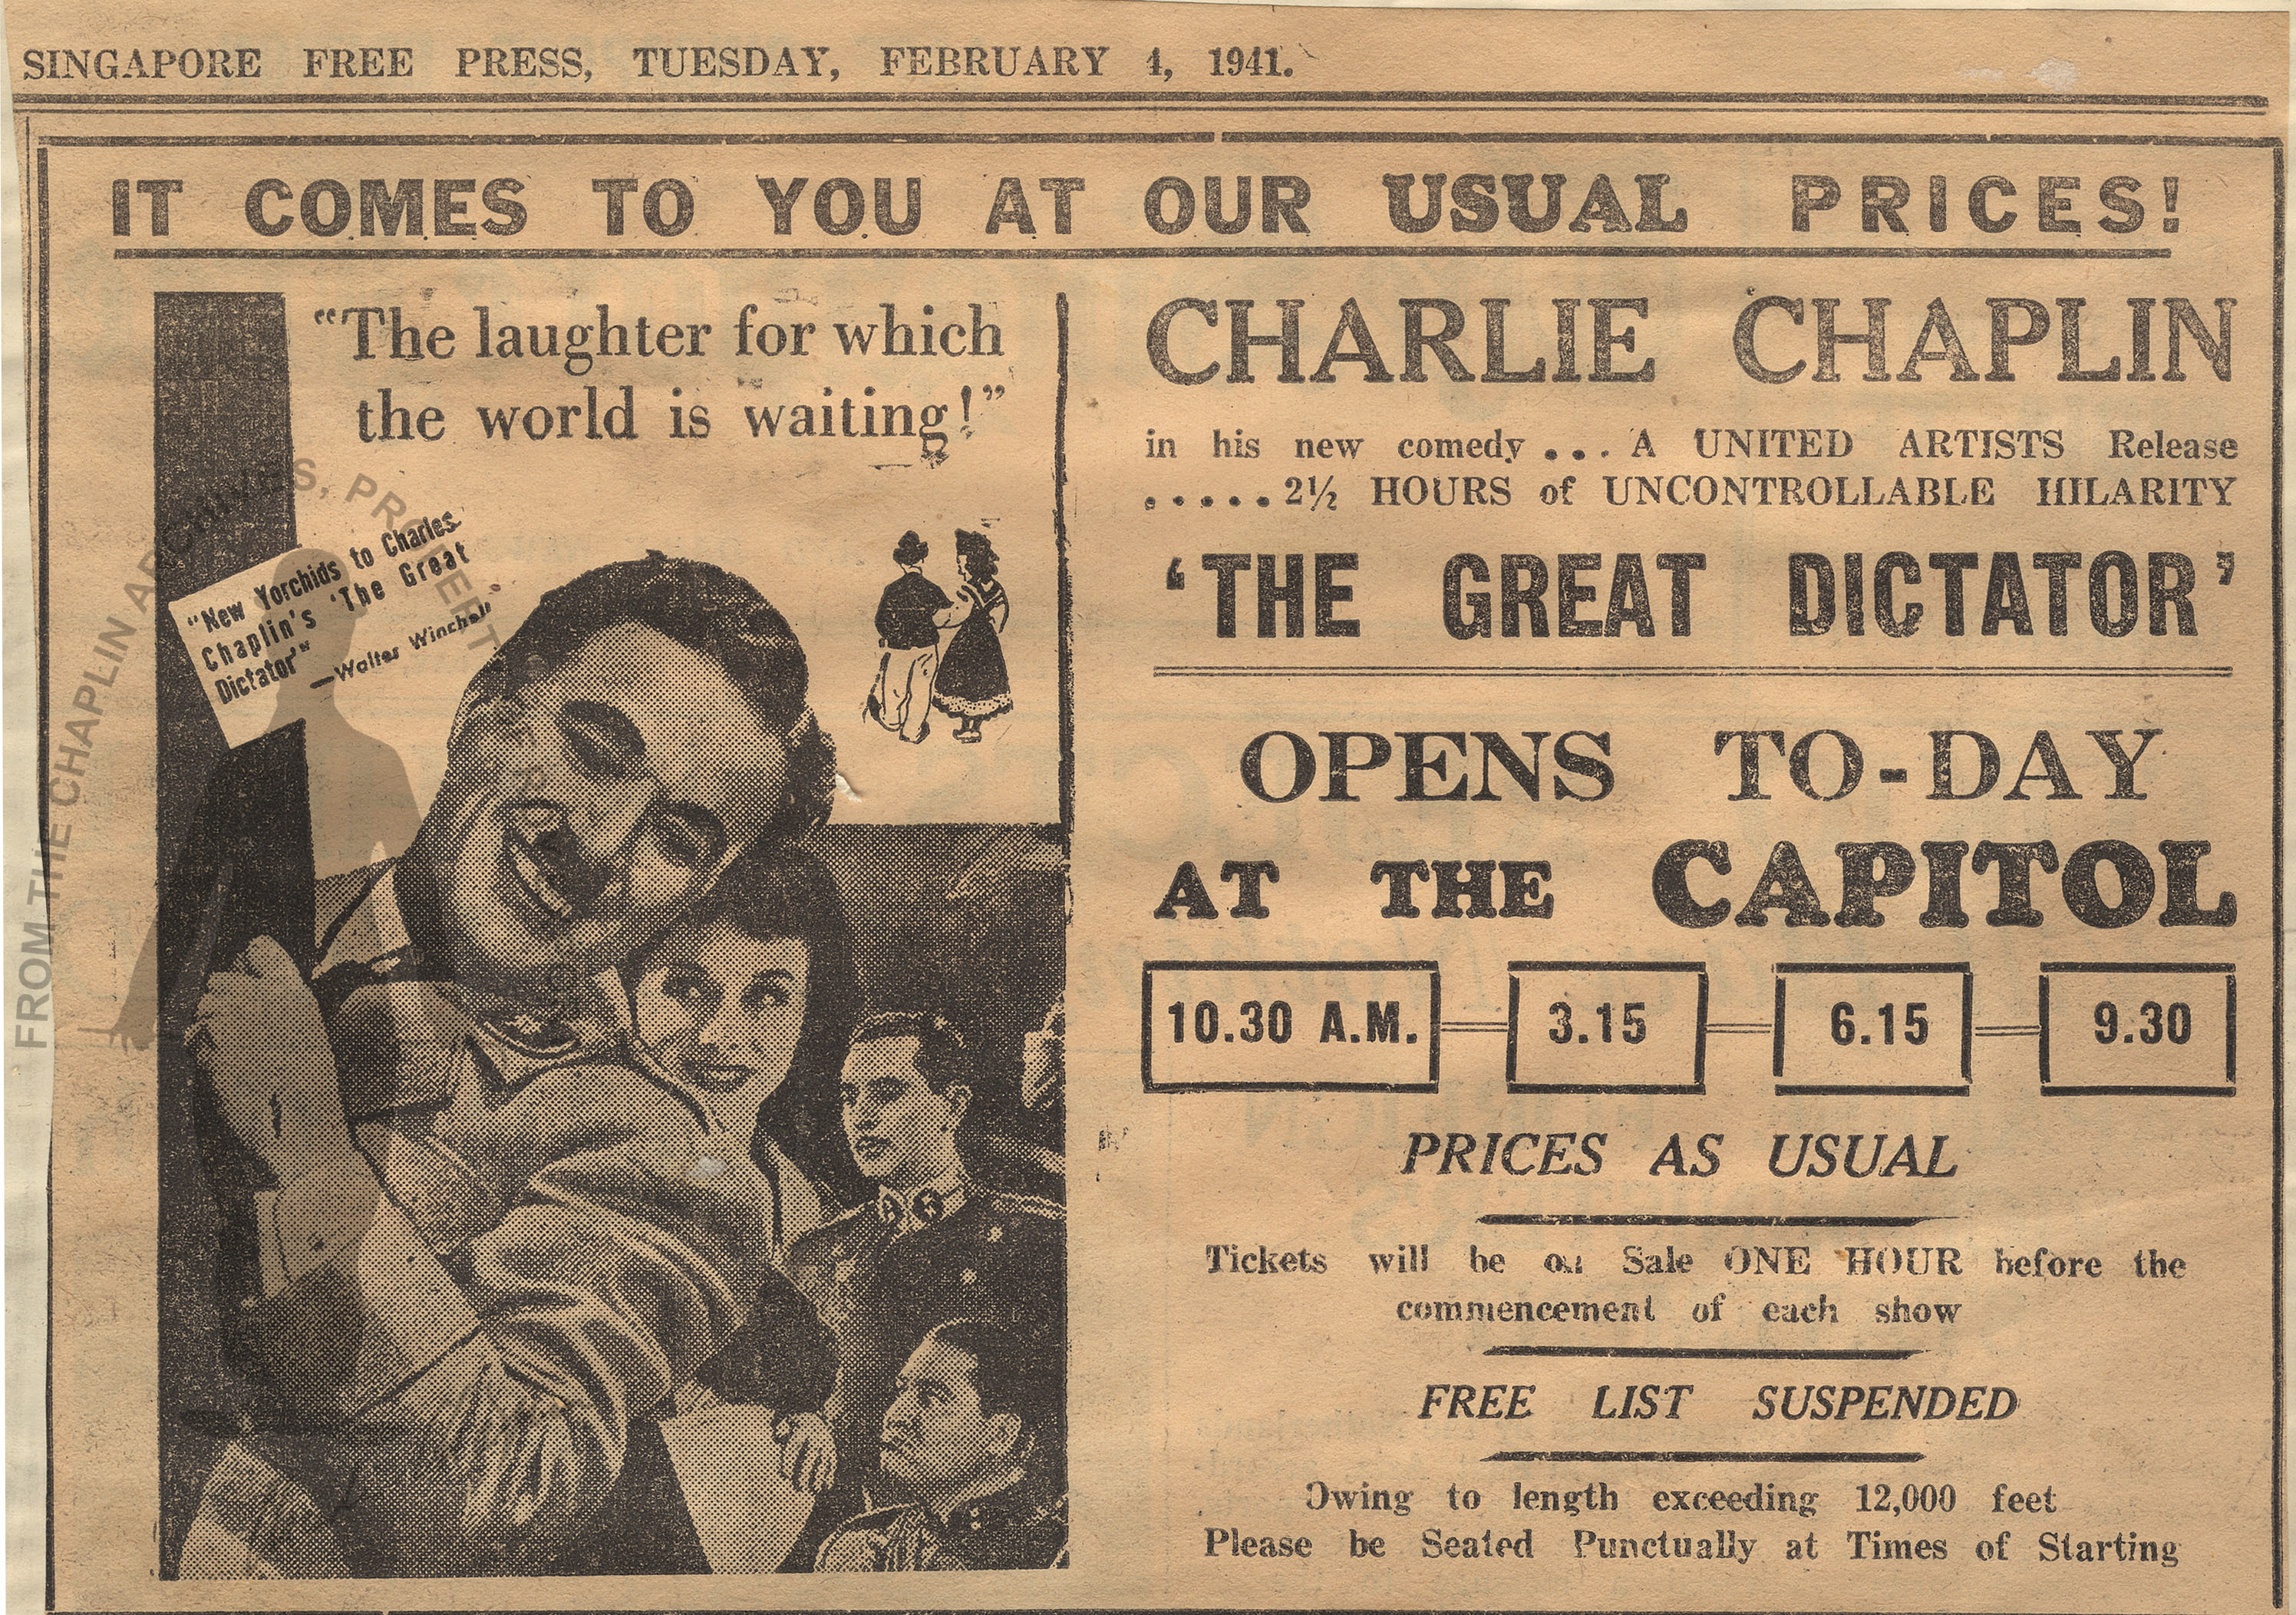 SINGAPORE FREE PRESS, TUESDAY, FEBRUARY 4, 1941.
IT COMES TO YOU AT OUR USUAL PRICES!
"The laughter for which
the world is waiting!"
"New Yorchids to Charles
Chaplin's 'The Great
Dictator'"
—Walter Winchell
CHARLIE CHAPLIN
in his new comedy ... A UNITED ARTISTS Release
.....2½ HOURS of UNCONTROLLABLE HILARITY
'THE GREAT DICTATOR'
OPENS TO-DAY
AT THE CAPITOL
10.30 A.M. 3.15 6.15 9.30
PRICES AS USUAL
Tickets will be on Sale ONE HOUR before the
commencement of each show
FREE LIST SUSPENDED
Owing to length exceeding 12,000 feet
Please be Seated Punctually at Times of Starting
FROM THE CHAPLIN ARCHIVES, PROPERTY